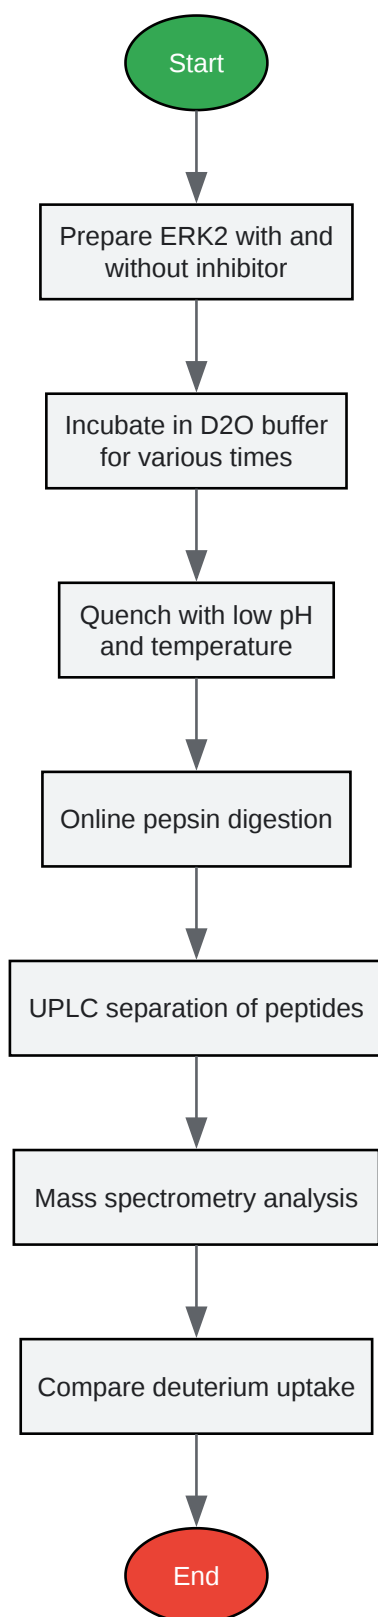 Start
Prepare ERK2 with and
without inhibitor
Incubate in D2O buffer
for various times
Quench with low pH
and temperature
Online pepsin digestion
UPLC separation of peptides
Mass spectrometry analysis
Compare deuterium uptake
End